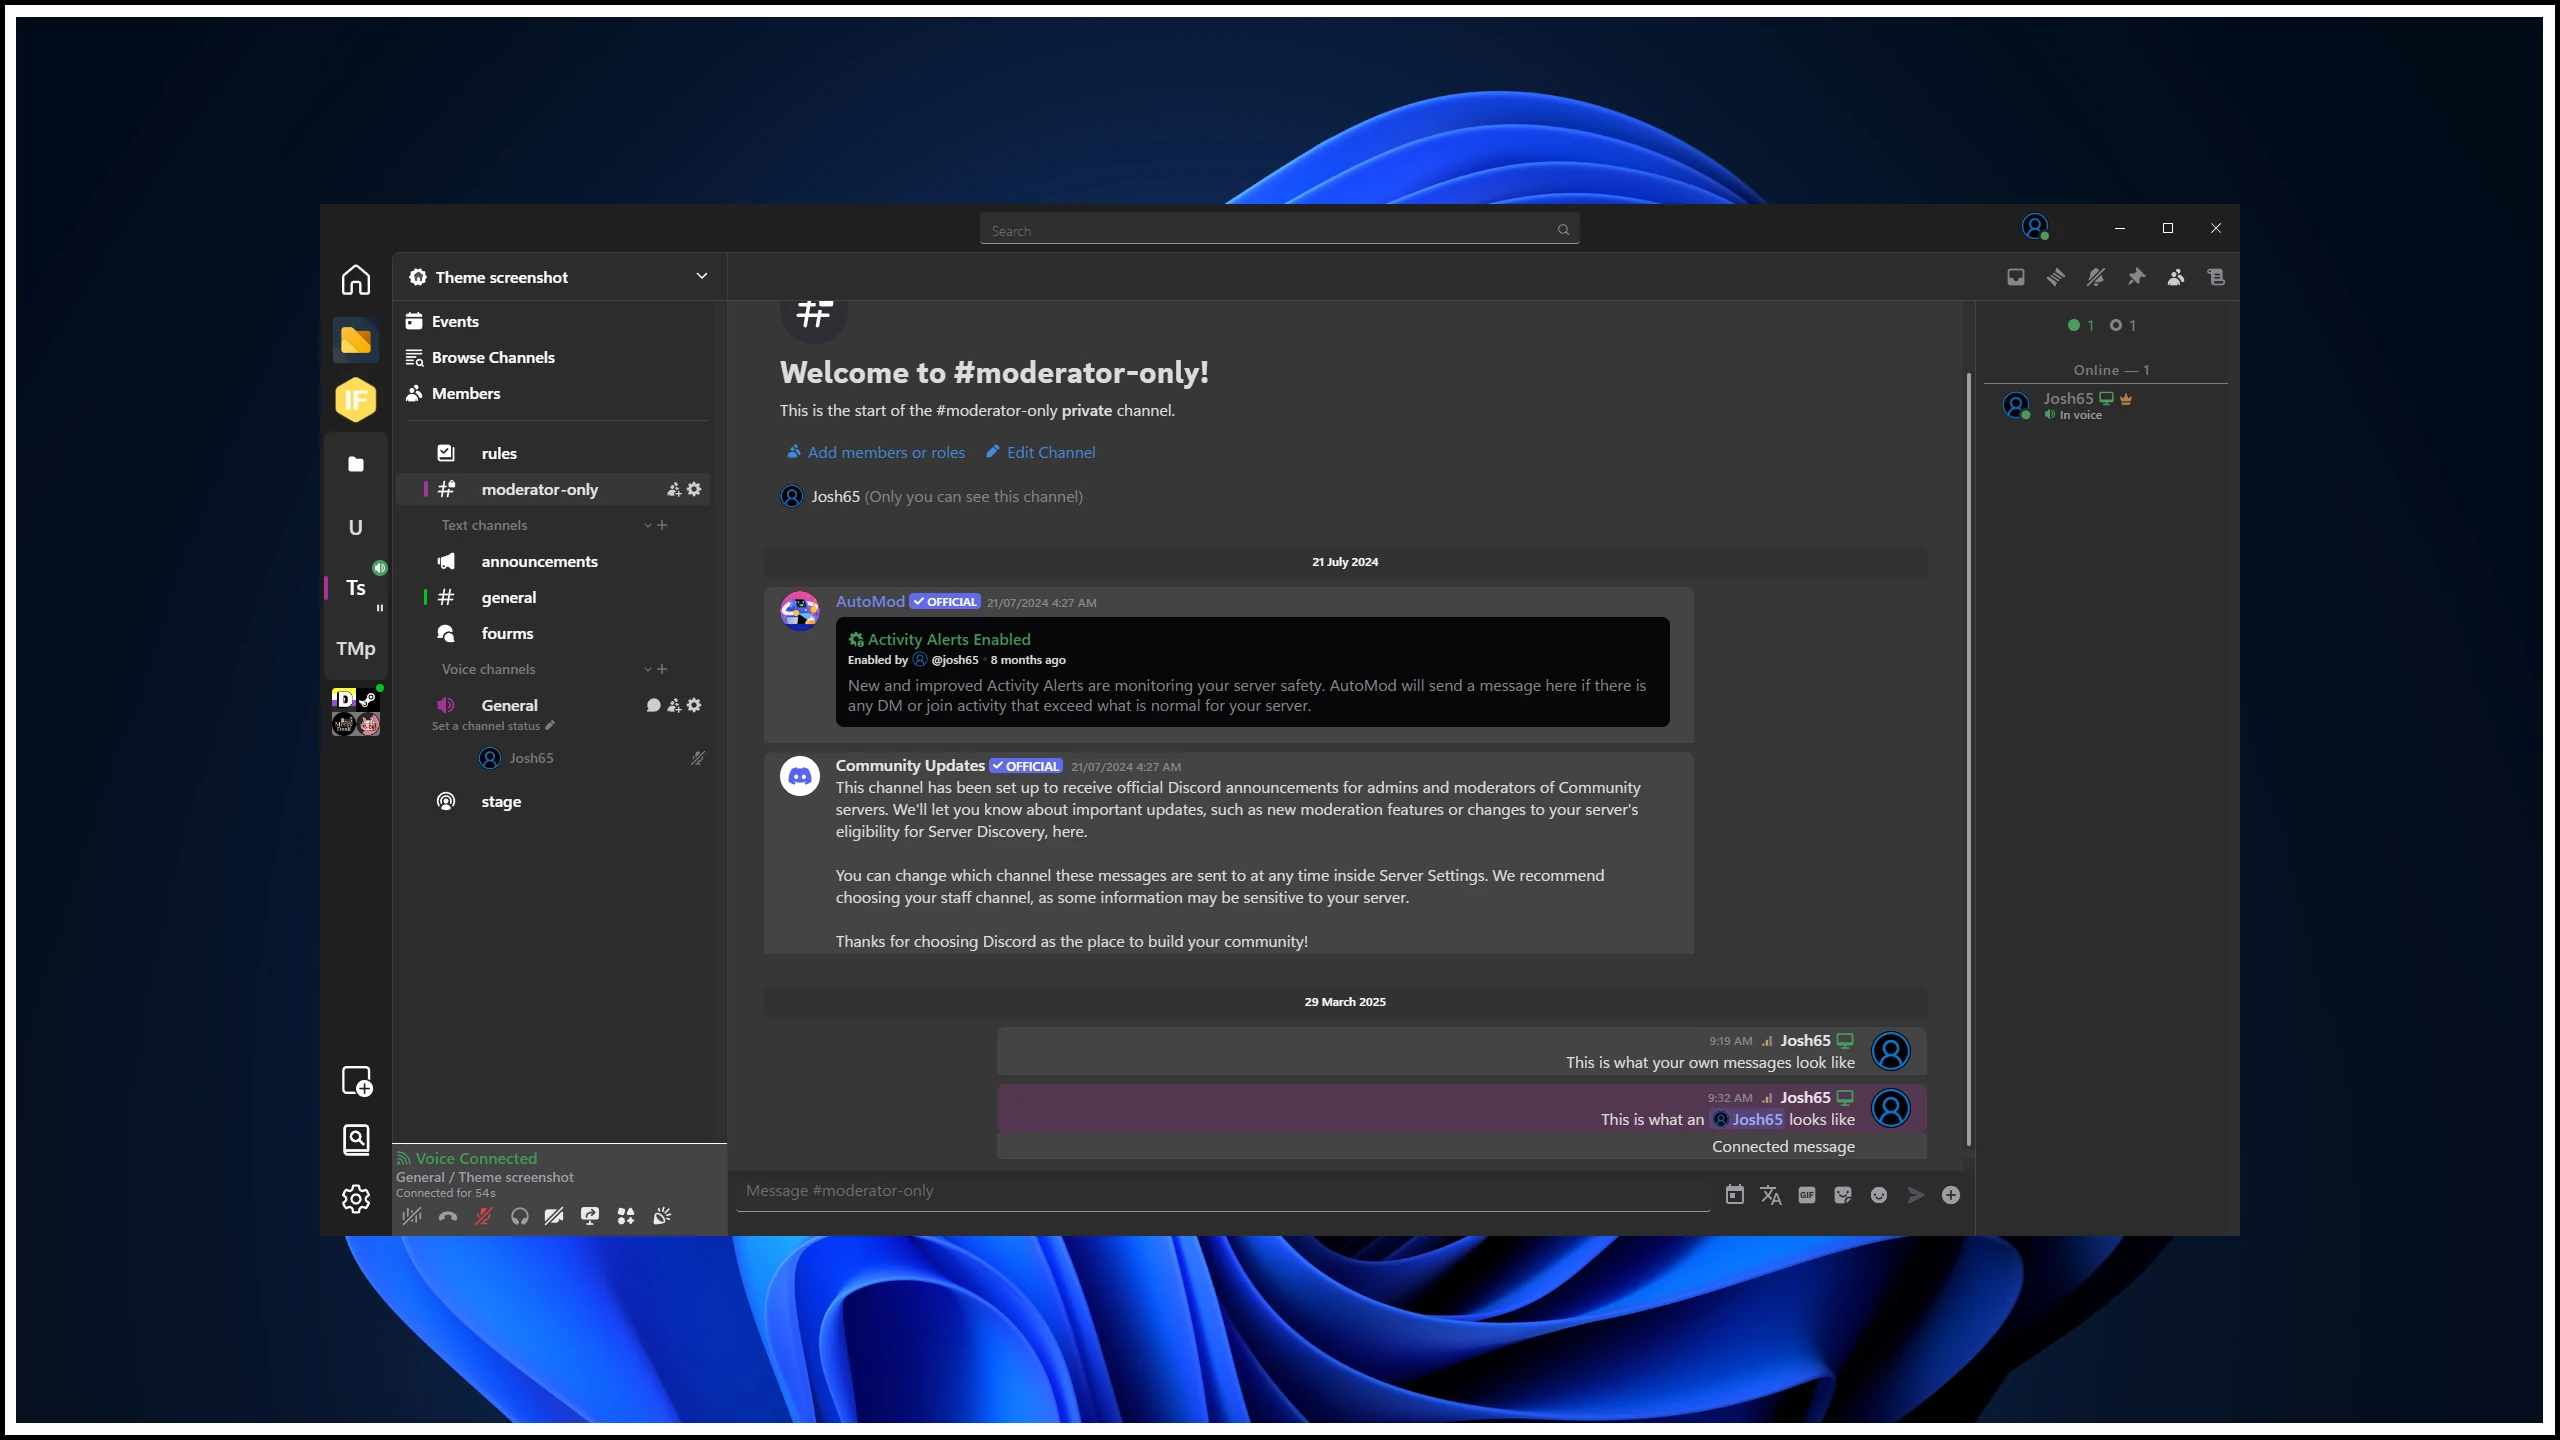 Search
Theme screenshot
Events
Browse Channels
Members
rules
moderator-only
Text channels
announcements
general
fourms
Voice channels
General
Set a channel status
Josh65
stage
IF
U
Ts
TMp
D
Voice Connected
General / Theme screenshot
Connected for 54s
Welcome to #moderator-only!
This is the start of the #moderator-only private channel.
Add members or roles Edit Channel
Josh65 (Only you can see this channel)
21 July 2024
AutoMod OFFICIAL 21/07/2024 4:27 AM
Activity Alerts Enabled
Enabled by @josh65 · 8 months ago
New and improved Activity Alerts are monitoring your server safety. AutoMod will send a message here if there is
any DM or join activity that exceed what is normal for your server.
Community Updates OFFICIAL 21/07/2024 4:27 AM
This channel has been set up to receive official Discord announcements for admins and moderators of Community
servers. We'll let you know about important updates, such as new moderation features or changes to your server's
eligibility for Server Discovery, here.
You can change which channel these messages are sent to at any time inside Server Settings. We recommend
choosing your staff channel, as some information may be sensitive to your server.
Thanks for choosing Discord as the place to build your community!
29 March 2025
9:19 AM Josh65
This is what your own messages look like
9:32 AM Josh65
This is what an Josh65 looks like
Connected message
Message #moderator-only
GIF
1 1
Online — 1
Josh65
In voice